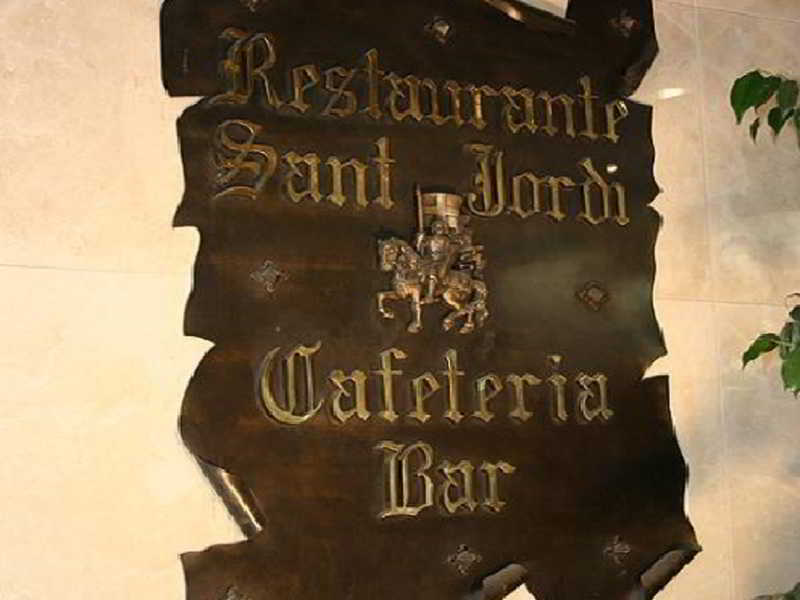 Restaurante
Sant Jordi
Cafeteria
Bar